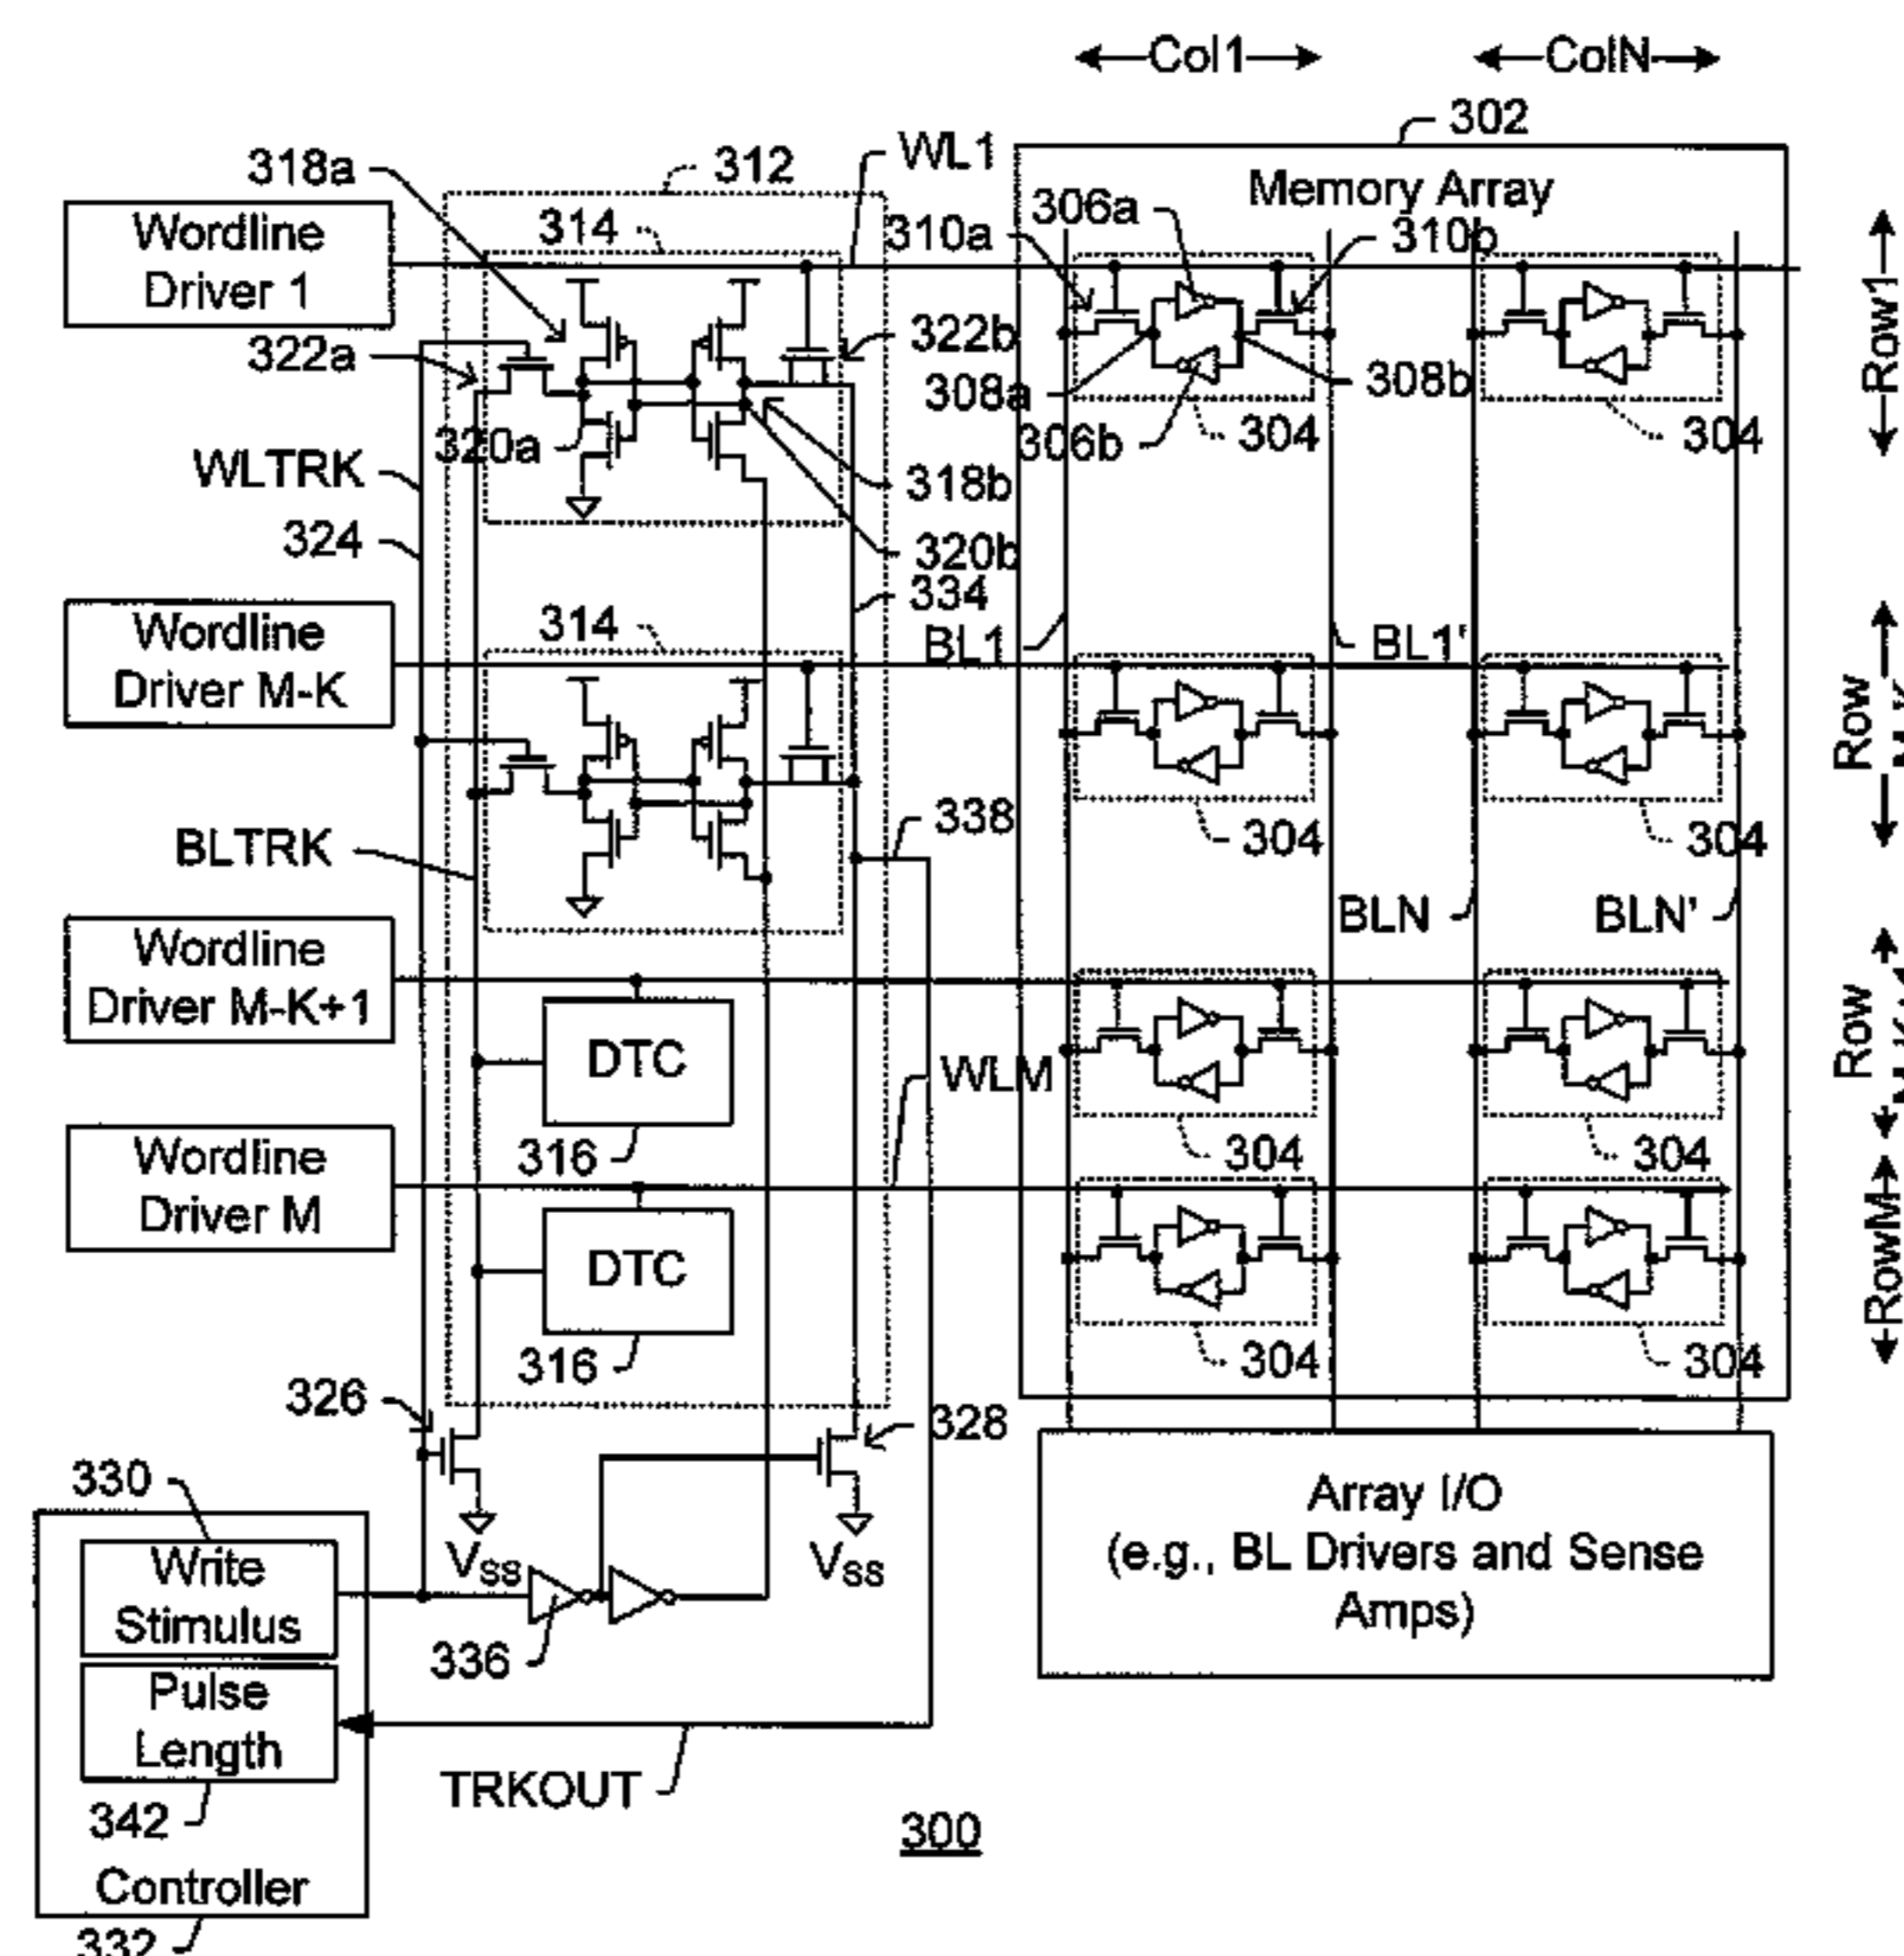 Col1
ColN
302
312
WL1
318a
Memory Array
Wordline
Driver 1
314
310a
306a
310b
Row1
322a
322b
308a
308b
320a
306b
304
304
WLTRK
318b
324
320b
334
Wordline
Driver M-K
314
BL1
BL1'
Row
304
304
338
BLTRK
BLN
BLN'
Wordline
Driver M-K+1
DTC
WLM
Row
316
304
304
Wordline
Driver M
DTC
RowM
316
304
304
326
328
330
Write
Stimulus
VSS
VSS
Array I/O
(e.g., BL Drivers and Sense
Amps)
336
Pulse
Length
TRKOUT
342
300
Controller
332